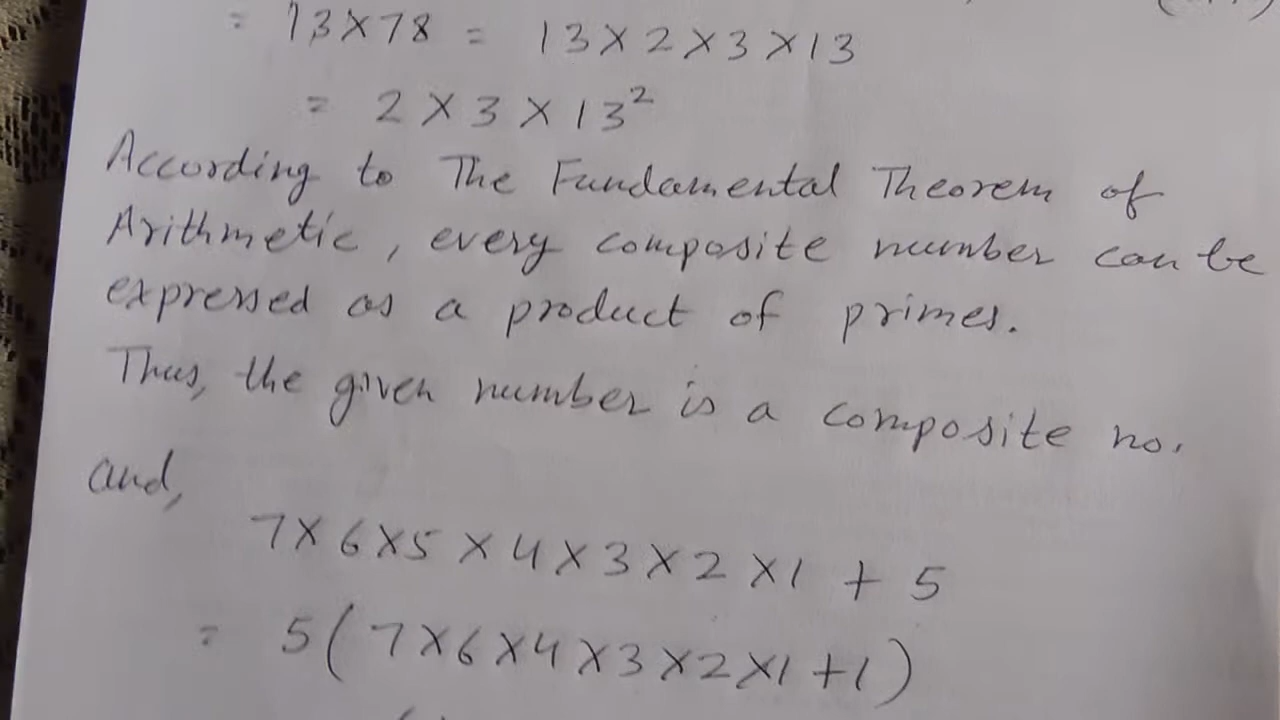 = 13×78 = 13×2×3×13
= 2×3×13²
According to The Fundamental Theorem of
Arithmetic, every composite number can be
expressed as a product of primes.
Thus, the given number is a composite no.
and,
7×6×5×4×3×2×1 + 5
= 5(7×6×4×3×2×1+1)